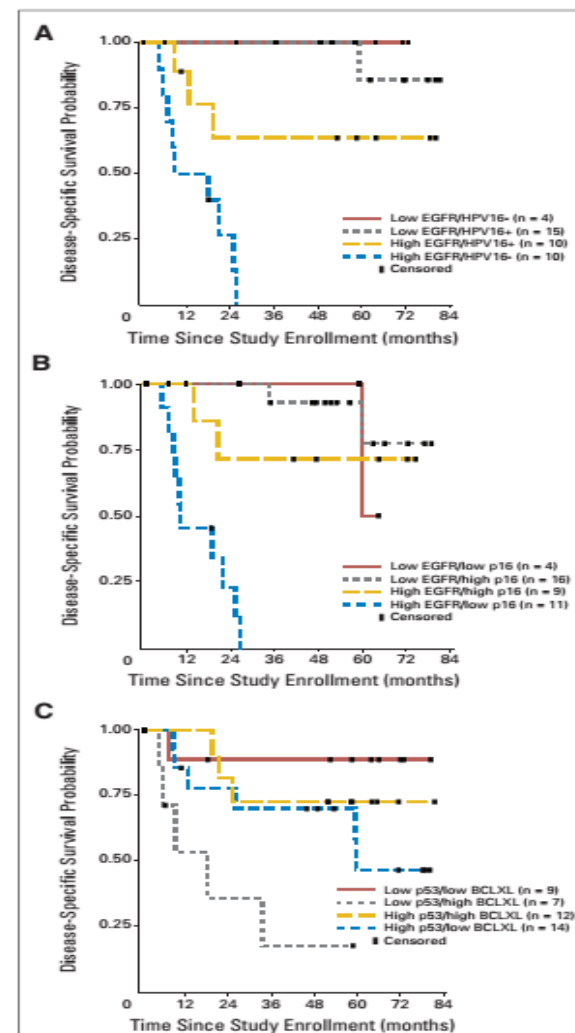 A
Disease-Specific Survival Probability
1.00
0.75
0.50
0.25
Low EGFR/HPV16- (n = 4)
Low EGFR/HPV16+ (n = 15)
High EGFR/HPV16+ (n = 10)
High EGFR/HPV16- (n = 10)
Censored
0 12 24 36 48 60 72 84
Time Since Study Enrollment (months)
B
Disease-Specific Survival Probability
1.00
0.75
0.50
0.25
Low EGFR/low p16 (n = 4)
Low EGFR/high p16 (n = 16)
High EGFR/high p16 (n = 9)
High EGFR/low p16 (n = 11)
Censored
0 12 24 36 48 60 72 84
Time Since Study Enrollment (months)
C
Disease-Specific Survival Probability
1.00
0.75
0.50
0.25
Low p53/low BCLXL (n = 9)
Low p53/high BCLXL (n = 7)
High p53/high BCLXL (n = 12)
High p53/low BCLXL (n = 14)
Censored
0 12 24 36 48 60 72 84
Time Since Study Enrollment (months)